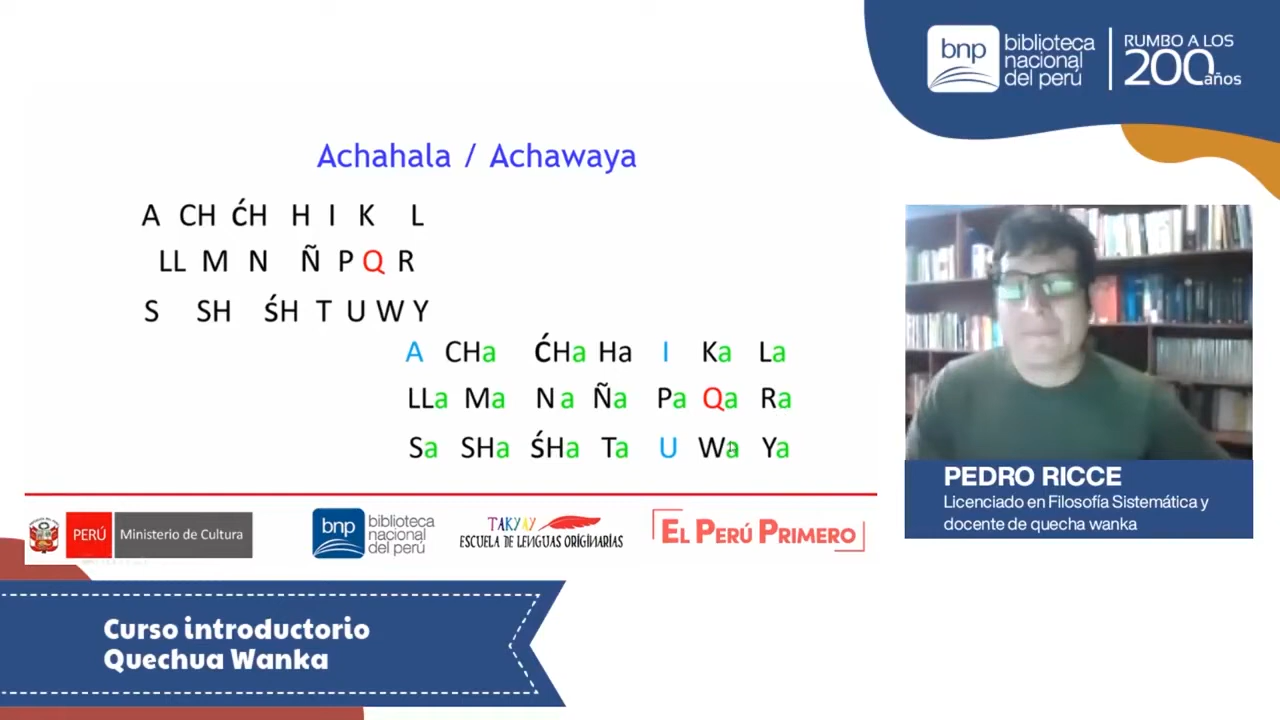 bnp biblioteca nacional del perú
RUMBO A LOS 200 años
Achahala / Achawaya
A CH ĆH H I K L
LL M N Ñ P Q R
S SH ŚH T U W Y
A CHa ĆHa Ha I Ka La
LLa Ma Na Ña Pa Qa Ra
Sa SHa ŚHa Ta U Wa Ya
PEDRO RICCE
Licenciado en Filosofía Sistemática y
docente de quecha wanka
PERÚ Ministerio de Cultura
bnp biblioteca nacional del perú
TAKYAY
ESCUELA DE LENGUAS ORIGINARIAS
EL PERÚ PRIMERO
Curso introductorio
Quechua Wanka